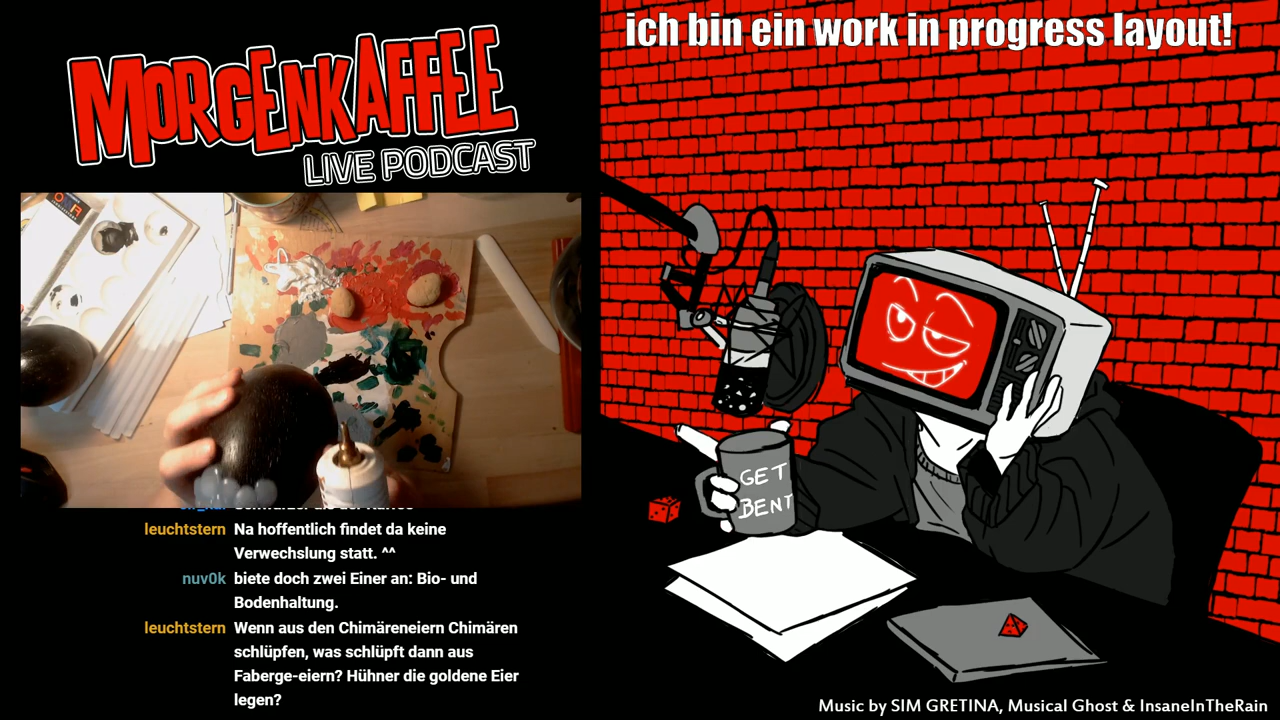 ich bin ein work in progress layout!
MORGENKAFFEE
LIVE PODCAST
leuchtstern Na hoffentlich findet da keine
Verwechslung statt. ^^
nuv0k biete doch zwei Einer an: Bio- und
Bodenhaltung.
leuchtstern Wenn aus den Chimäreneiern Chimären
schlüpfen, was schlüpft dann aus
Faberge-eiern? Hühner die goldene Eier
legen?
GET
BENT
Music by SIM GRETINA, Musical Ghost & InsaneInTheRain